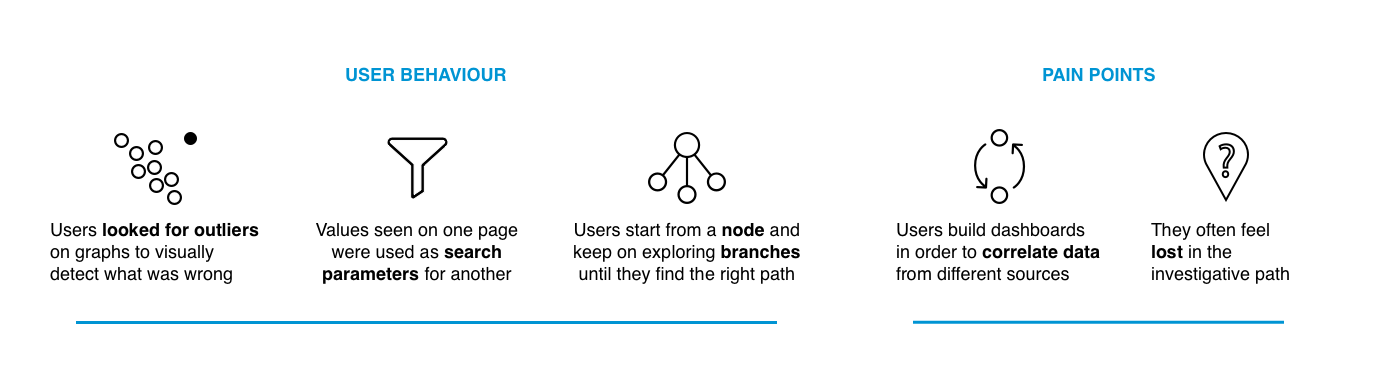 USER BEHAVIOUR
PAIN POINTS
Users looked for outliers
on graphs to visually
detect what was wrong
Values seen on one page
were used as search
parameters for another
Users start from a node and
keep on exploring branches
until they find the right path
Users build dashboards
in order to correlate data
from different sources
?
They often feel
lost in the
investigative path